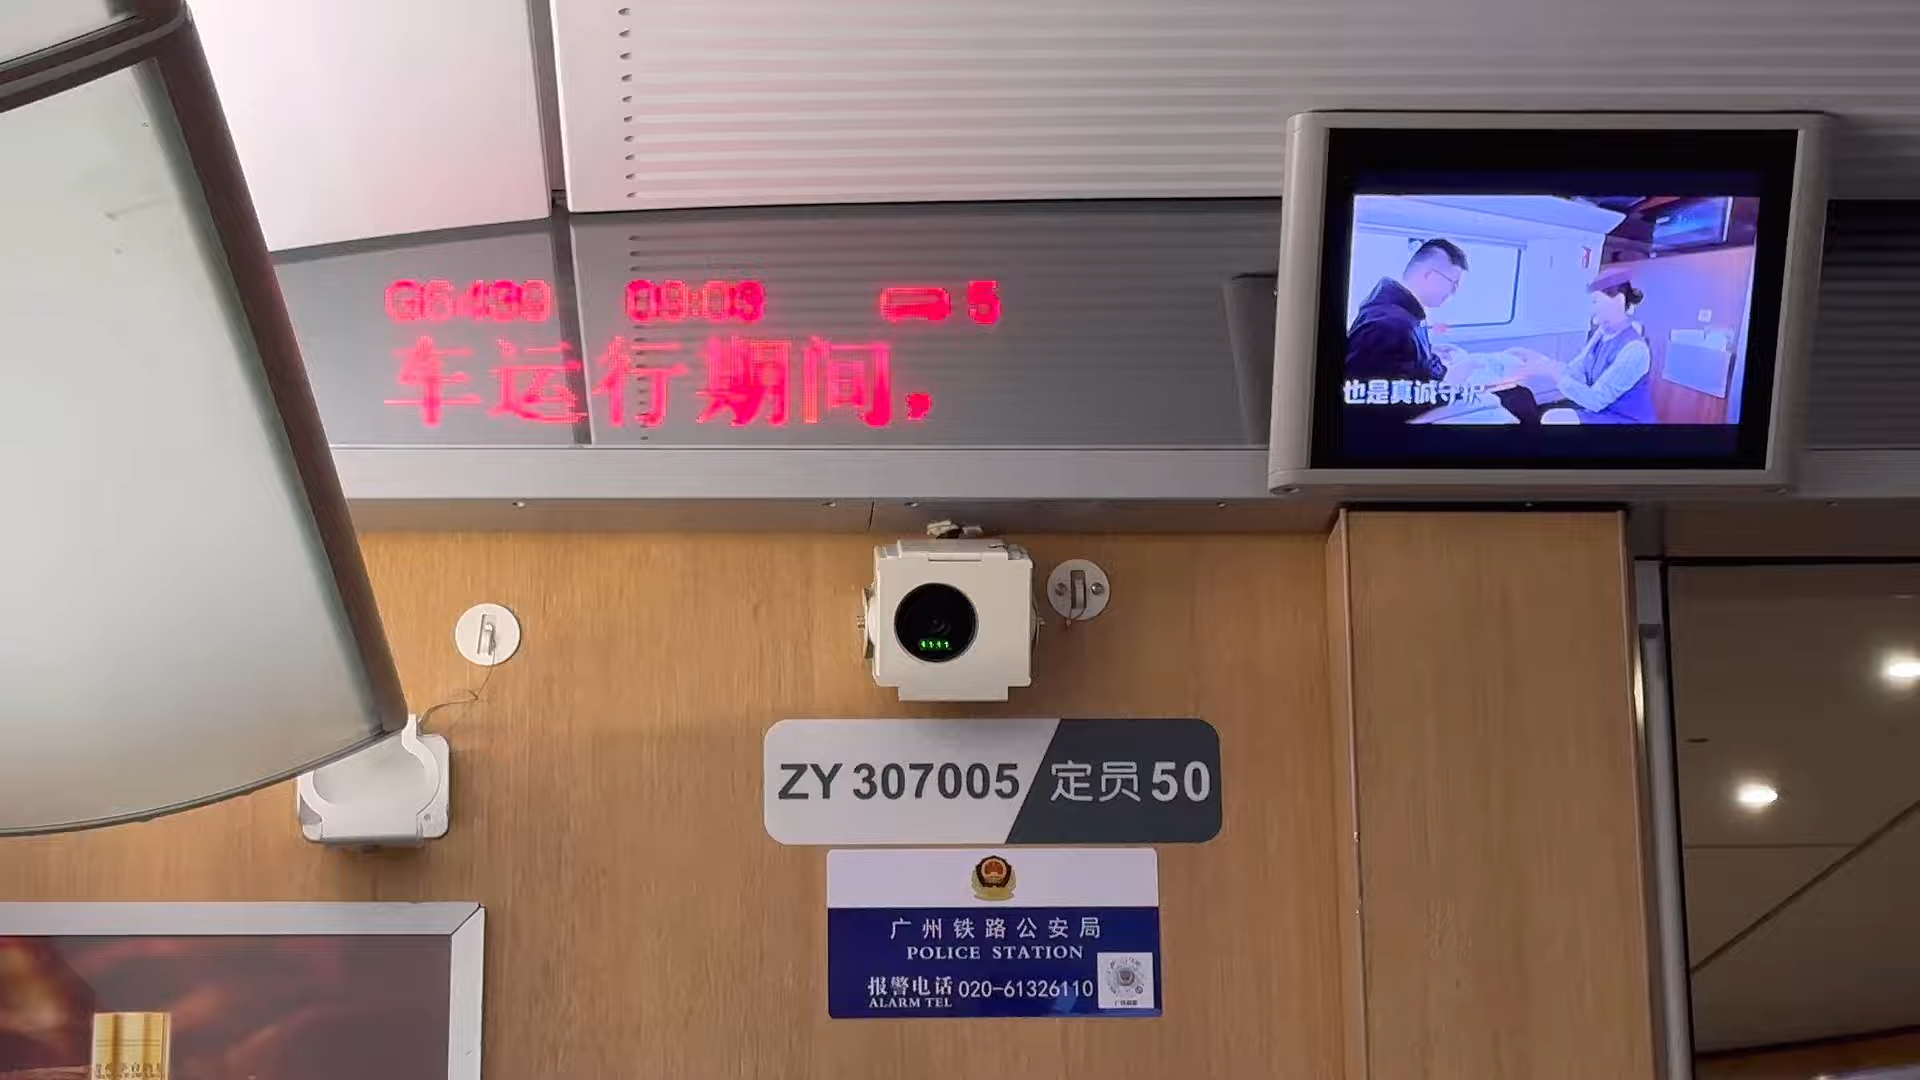 G6439 09:03 5
车运行期间，
也是真诚守护
ZY 307005 定员50
广州铁路公安局
POLICE STATION
报警电话 020-61326110
ALARM TEL